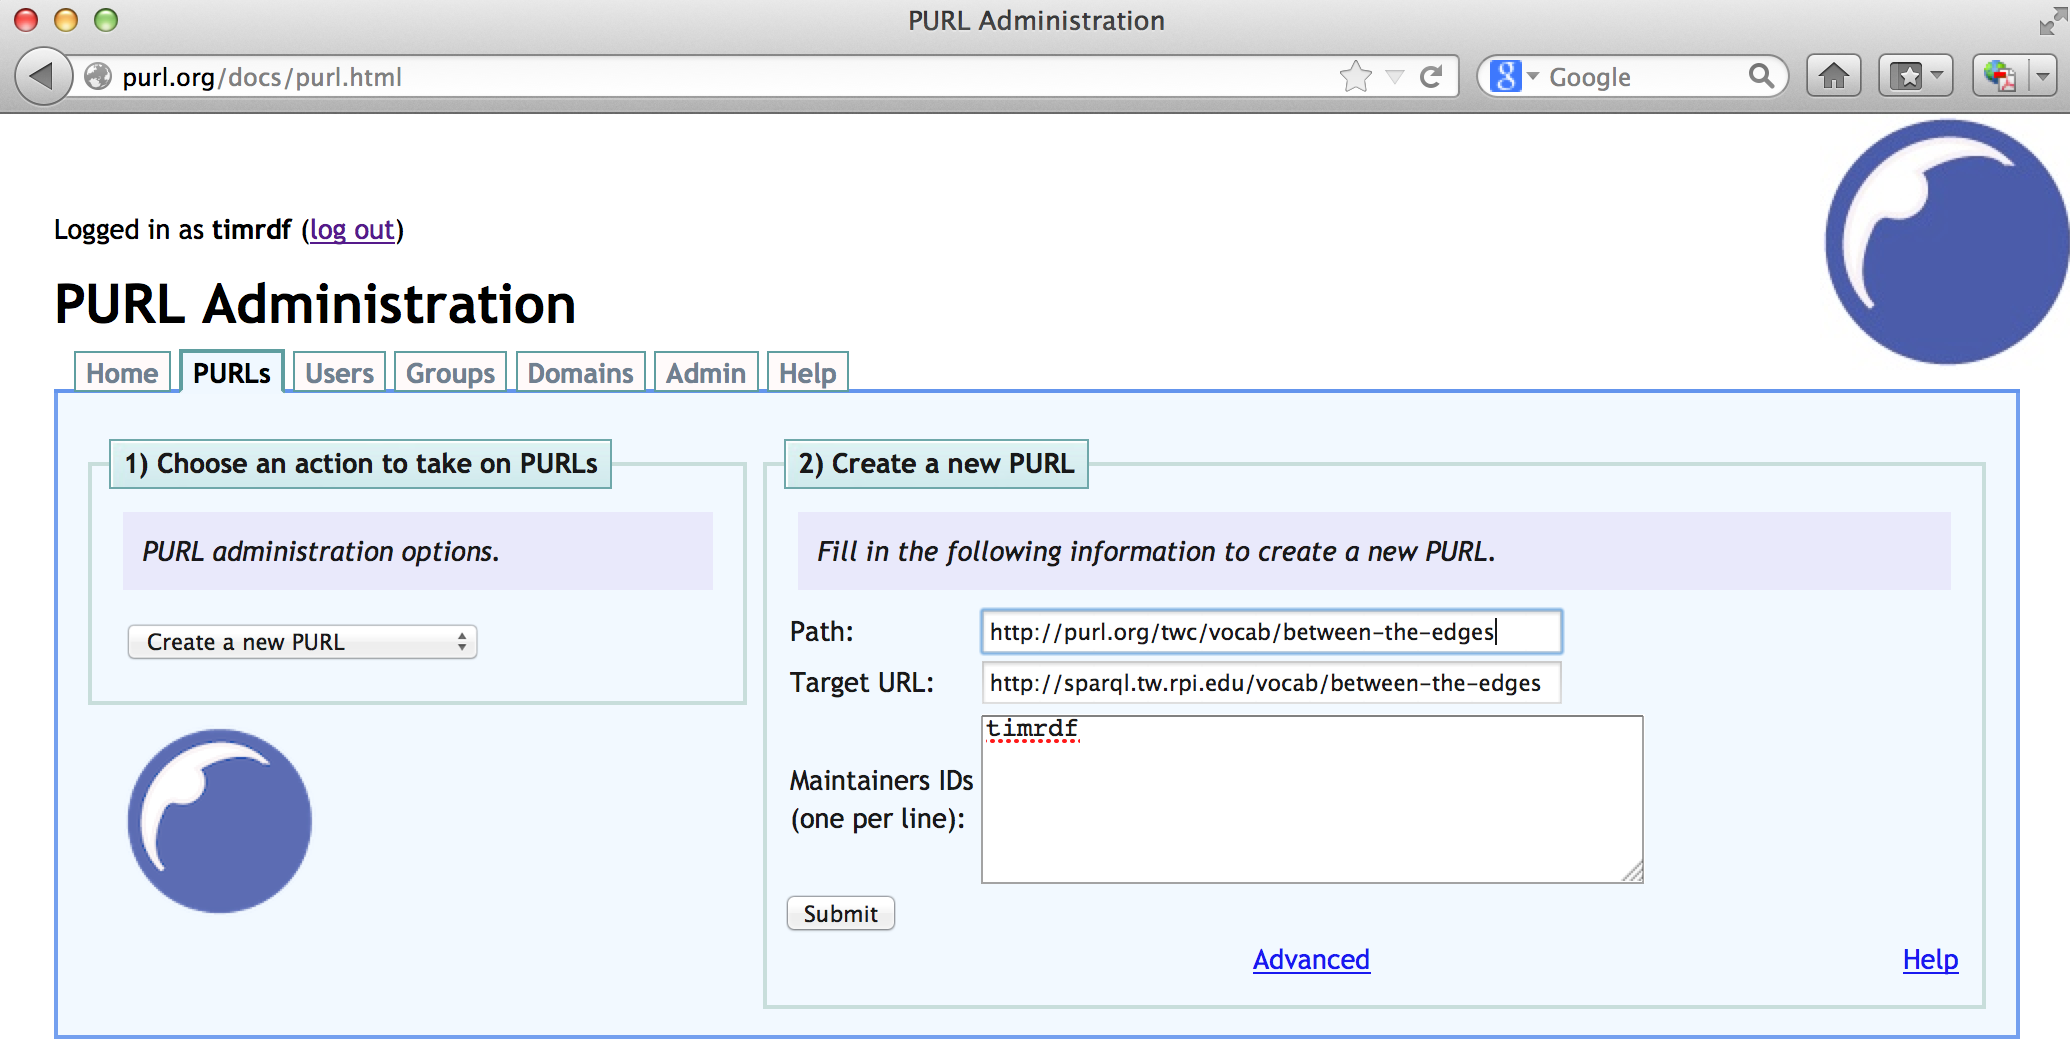 PURL Administration
purl.org/docs/purl.html
Google
Logged in as timrdf (log out)
PURL Administration
Home
PURLs
Users
Groups
Domains
Admin
Help
1) Choose an action to take on PURLs
PURL administration options.
Create a new PURL
2) Create a new PURL
Fill in the following information to create a new PURL.
Path: http://purl.org/twc/vocab/between-the-edges
Target URL: http://sparql.tw.rpi.edu/vocab/between-the-edges
Maintainers IDs
(one per line):
timrdf
Submit
Advanced
Help